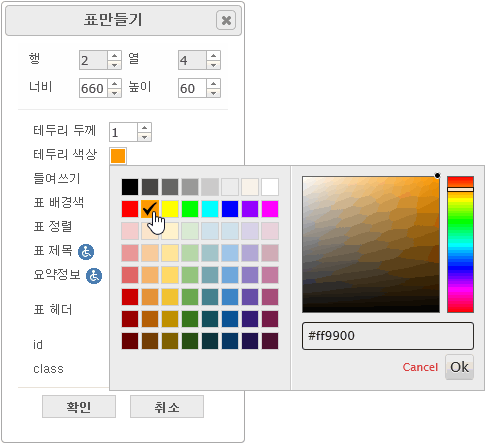 표만들기
행 2 열 4
너비 660 높이 60
테두리 두께 1
테두리 색상
들여쓰기
표 배경색
표 정렬
표 제목
요약정보
표 헤더
id
class
#ff9900
Cancel Ok
확인 취소